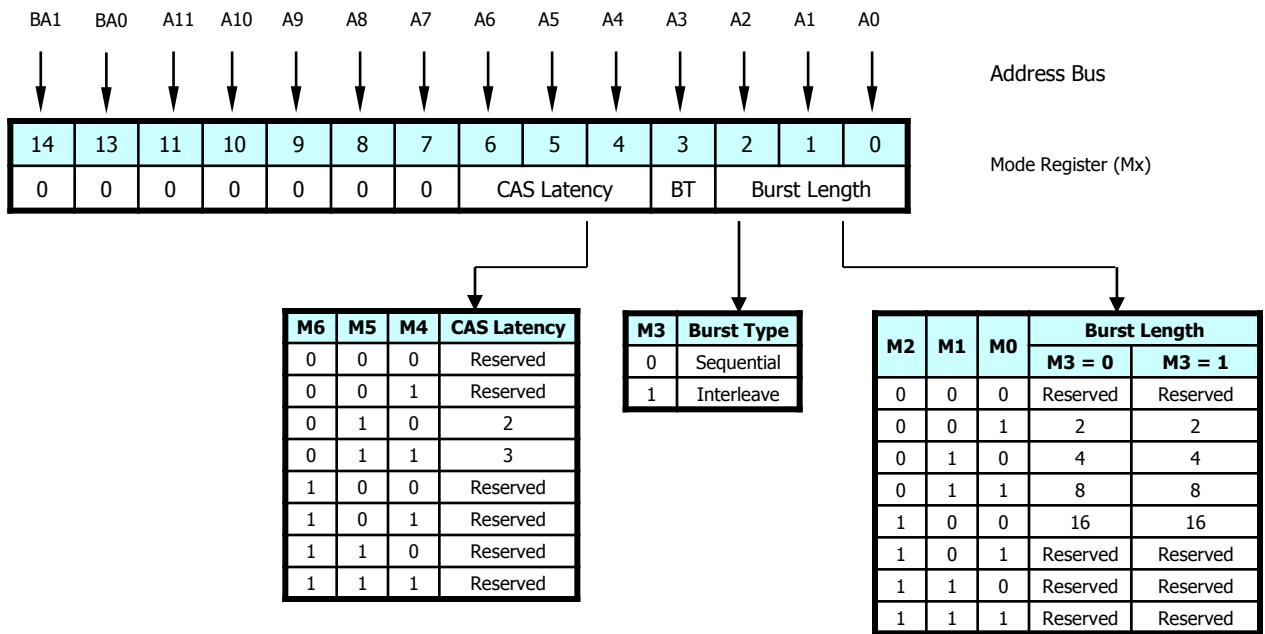 BA1 BA0 A11 A10 A9 A8 A7 A6 A5 A4 A3 A2 A1 A0
Address Bus
14 13 11 10 9 8 7 6 5 4 3 2 1 0
Mode Register (Mx)
0 0 0 0 0 0 0 CAS Latency BT Burst Length
M6 M5 M4 CAS Latency
0 0 0 Reserved
0 0 1 Reserved
0 1 0 2
0 1 1 3
1 0 0 Reserved
1 0 1 Reserved
1 1 0 Reserved
1 1 1 Reserved
M3 Burst Type
0 Sequential
1 Interleave
M2 M1 M0 Burst Length
M3 = 0 M3 = 1
0 0 0 Reserved Reserved
0 0 1 2 2
0 1 0 4 4
0 1 1 8 8
1 0 0 16 16
1 0 1 Reserved Reserved
1 1 0 Reserved Reserved
1 1 1 Reserved Reserved